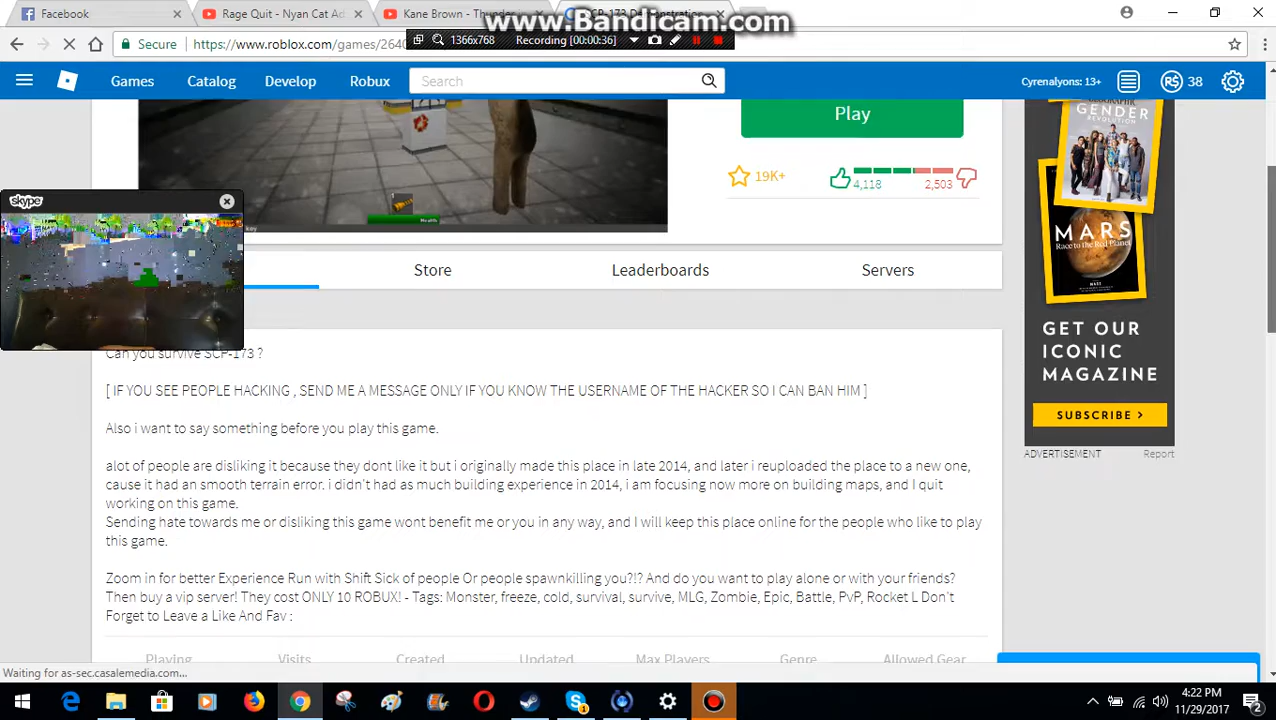 Facebook
Rage Quit - Nyan Cat Ad
Kane Brown - Thunder in
SCP-173 Demonstration
www.Bandicam.com
Secure
https://www.roblox.com/games/2640
1366x768
Recording [00:00:36]
Games
Catalog
Develop
Robux
Search
Cyrenalyons: 13+
R$ 38
Play
19K+
4,118
2,503
Health
key
skype
Store
Leaderboards
Servers
Can you survive SCP-173 ?
[ IF YOU SEE PEOPLE HACKING , SEND ME A MESSAGE ONLY IF YOU KNOW THE USERNAME OF THE HACKER SO I CAN BAN HIM ]
Also i want to say something before you play this game.
alot of people are disliking it because they dont like it but i originally made this place in late 2014, and later i reuploaded the place to a new one,
cause it had an smooth terrain error. i didn't had as much building experience in 2014, i am focusing now more on building maps, and I quit
working on this game.
Sending hate towards me or disliking this game wont benefit me or you in any way, and I will keep this place online for the people who like to play
this game.
Zoom in for better Experience Run with Shift Sick of people Or people spawnkilling you?!? And do you want to play alone or with your friends?
Then buy a vip server! They cost ONLY 10 ROBUX! - Tags: Monster, freeze, cold, survival, survive, MLG, Zombie, Epic, Battle, PvP, Rocket L Don't
Forget to Leave a Like And Fav :
Playing
Visits
Created
Updated
Max Players
Genre
Allowed Gear
GENDER
REVOLUTION
MARS
Race to the Red Planet
GET OUR
ICONIC
MAGAZINE
SUBSCRIBE >
ADVERTISEMENT
Report
Waiting for as-sec.casalemedia.com...
1
4:22 PM
11/29/2017
2